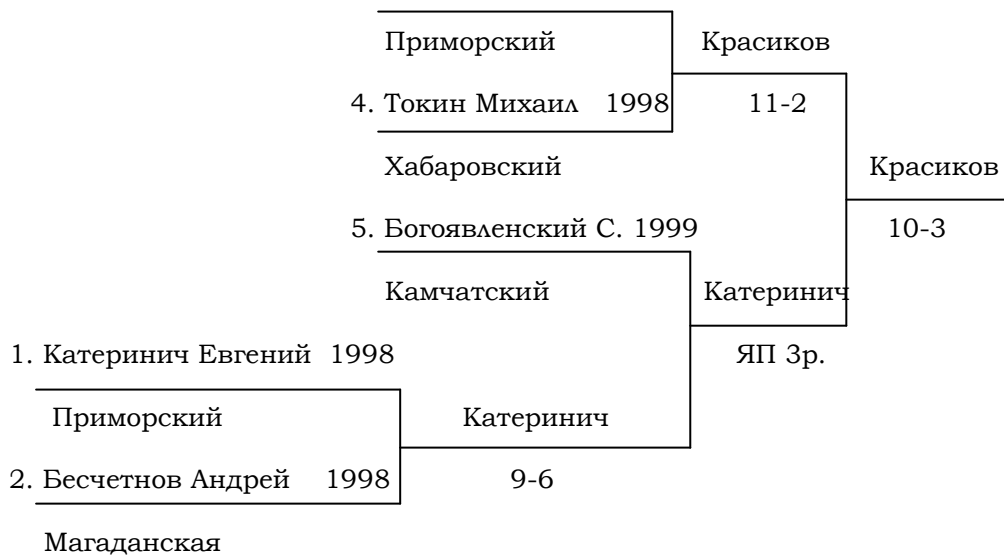 Приморский Красиков
4. Токин Михаил 1998 11-2
Хабаровский Красиков
5. Богоявленский С. 1999 10-3
Камчатский Катеринич
1. Катеринич Евгений 1998 ЯП 3р.
Приморский Катеринич
2. Бесчетнов Андрей 1998 9-6
Магаданская